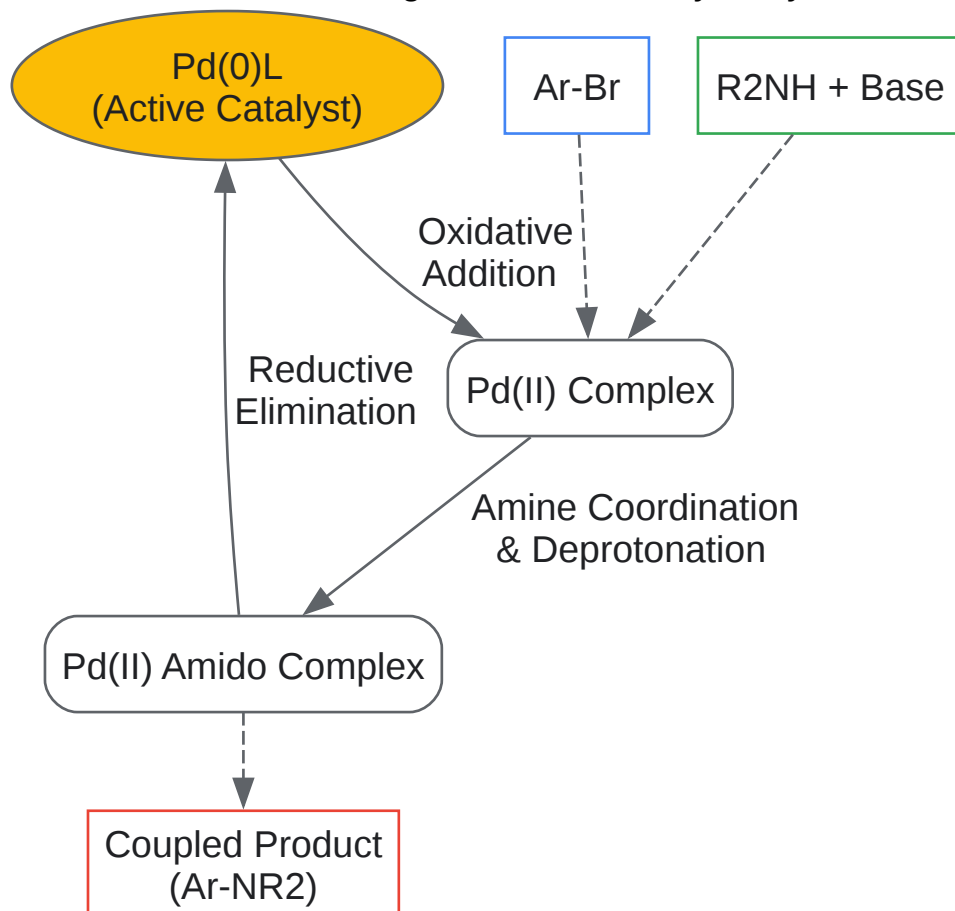 Pd(0)L
(Active Catalyst)
Ar-Br
R2NH + Base
Oxidative
Addition
Reductive
Elimination
Pd(II) Complex
Amine Coordination
& Deprotonation
Pd(II) Amido Complex
Coupled Product
(Ar-NR2)